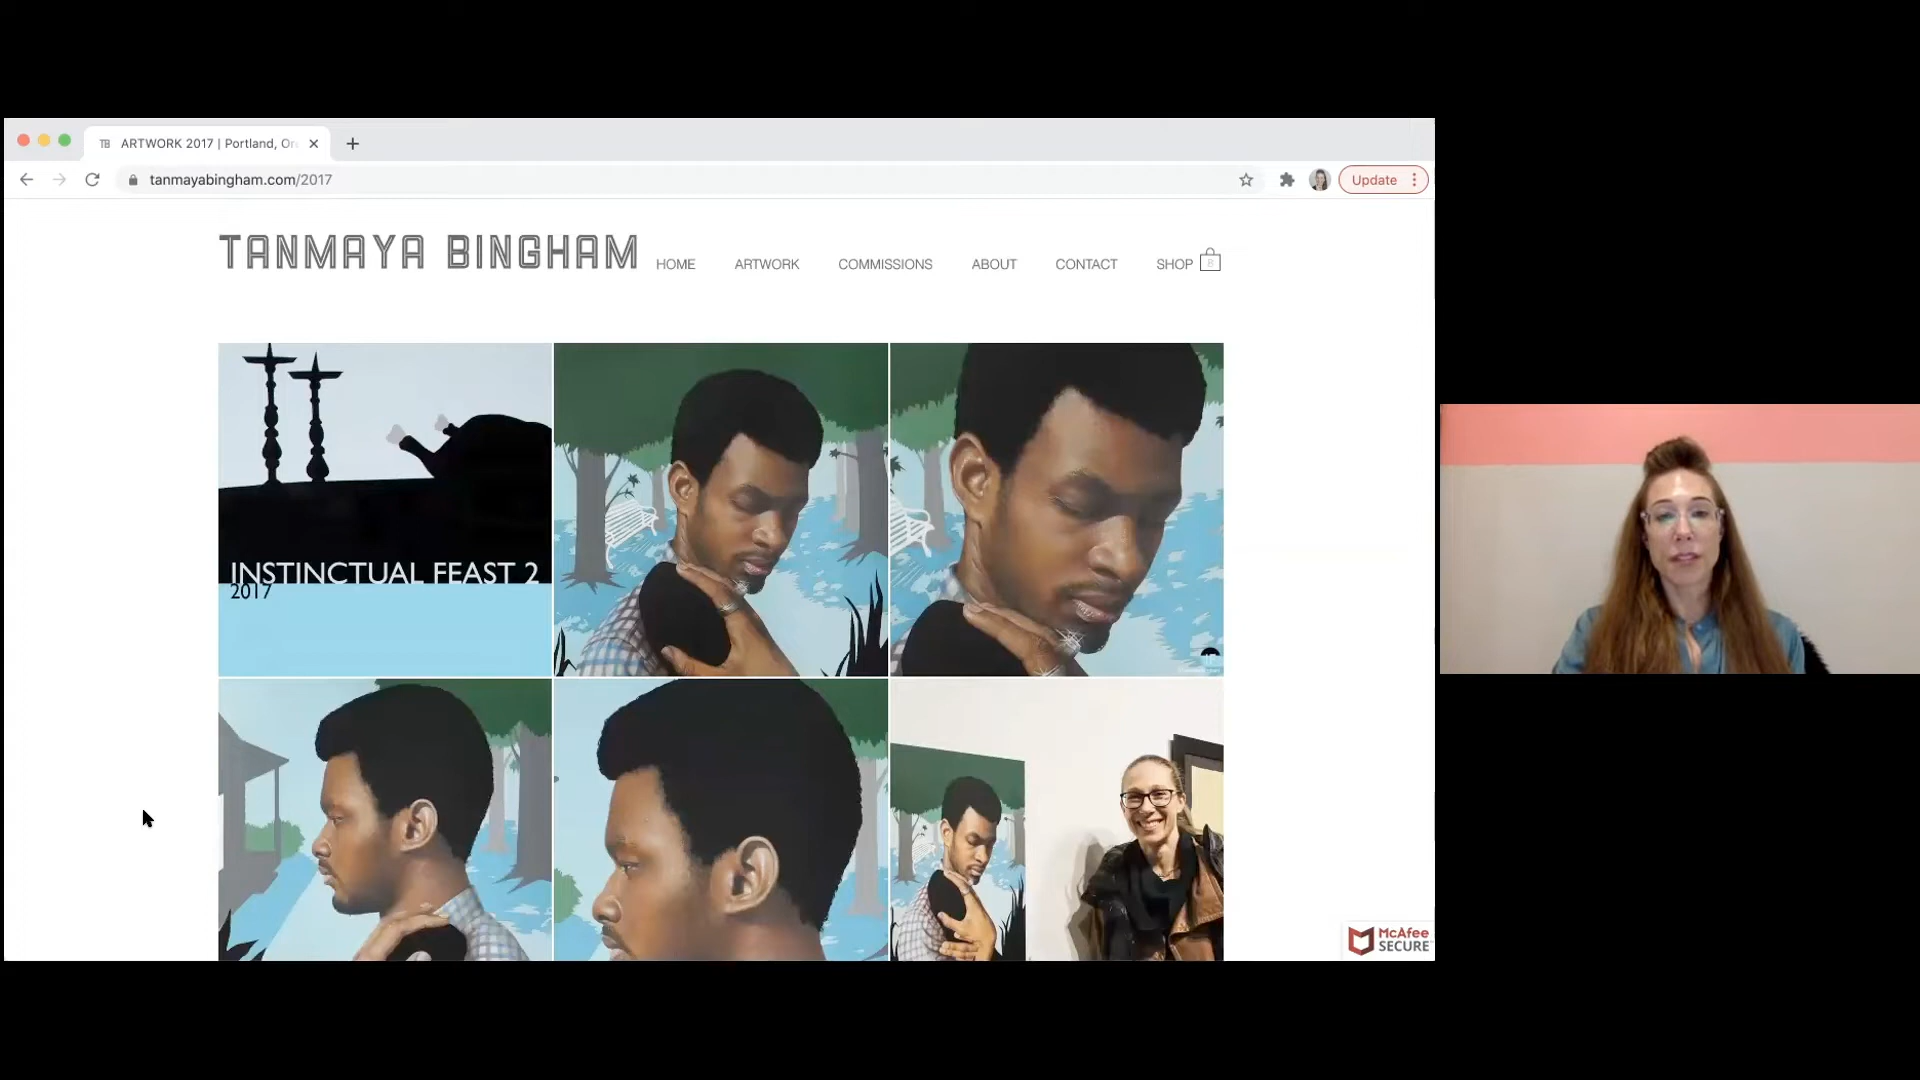 ARTWORK 2017 | Portland, Or
tanmayabingham.com/2017
Update
TANMAYA BINGHAM
HOME
ARTWORK
COMMISSIONS
ABOUT
CONTACT
SHOP
8
INSTINCTUAL FEAST 2
2017
McAfee
SECURE